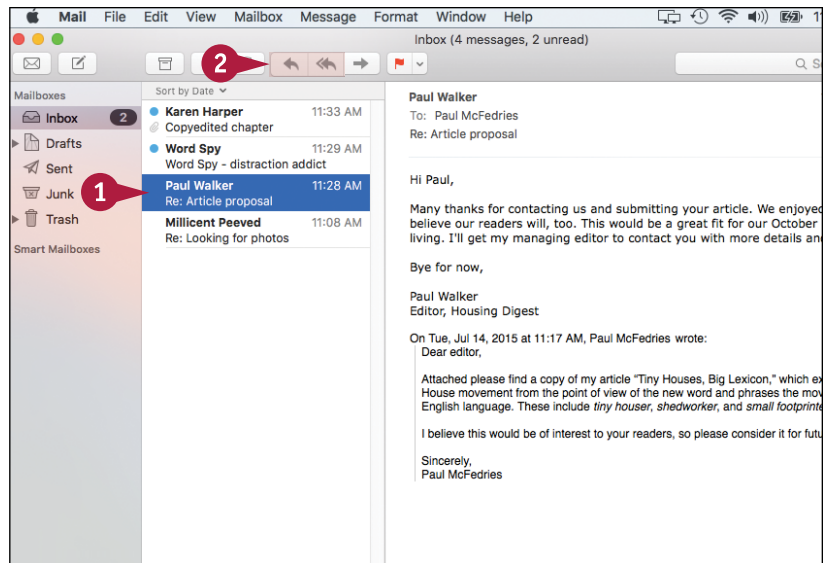 Mail File Edit View Mailbox Message Format Window Help
Inbox (4 messages, 2 unread)
2
Mailboxes
Inbox 2
Drafts
Sent
Junk
Trash
Smart Mailboxes
1
Sort by Date
Karen Harper 11:33 AM
Copyedited chapter
Word Spy 11:29 AM
Word Spy - distraction addict
Paul Walker 11:28 AM
Re: Article proposal
Millicent Peeved 11:08 AM
Re: Looking for photos
Paul Walker
To: Paul McFedries
Re: Article proposal
Hi Paul,
Many thanks for contacting us and submitting your article. We enjoyed
believe our readers will, too. This would be a great fit for our October
living. I'll get my managing editor to contact you with more details and
Bye for now,
Paul Walker
Editor, Housing Digest
On Tue, Jul 14, 2015 at 11:17 AM, Paul McFedries wrote:
Dear editor,
Attached please find a copy of my article "Tiny Houses, Big Lexicon," which
House movement from the point of view of the new word and phrases the
English language. These include tiny houser, shedworker, and small
I believe this would be of interest to your readers, so please consider it for
Sincerely,
Paul McFedries